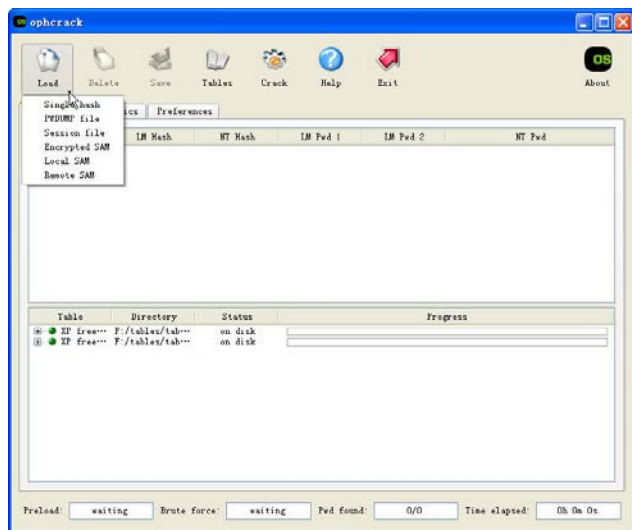 ophcrack
OS
Load Delete Save Tables Crack Help Exit About
Preferences
Single hash
PWDUMP file
Session file
Encrypted SAM
Local SAM
Remote SAM
LM Hash NT Hash LM Pwd 1 LM Pwd 2 NT Pwd
Table Directory Status Progress
XP free··· F:/tables/tab··· on disk
XP free··· F:/tables/tab··· on disk
Preload: waiting Brute force: waiting Pwd found: 0/0 Time elapsed: 0h 0m 0s